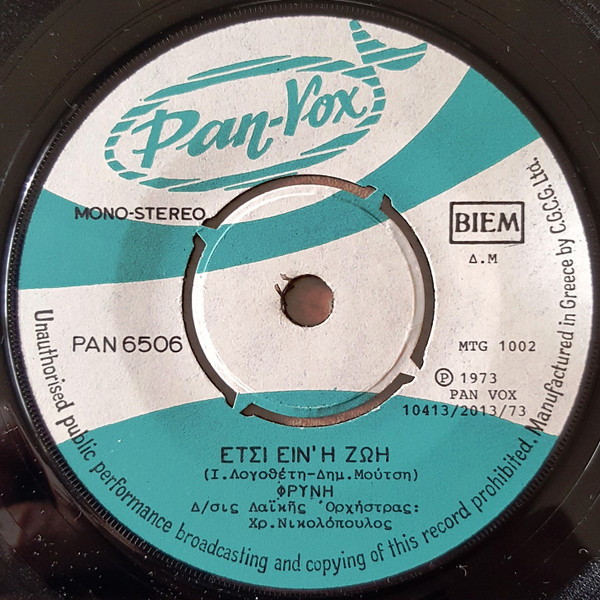 Pan-Vox
MONO-STEREO
BIEM
Δ.Μ
PAN 6506
MTG 1002
Ⓟ 1973
PAN VOX
10413/2013/73
ΕΤΣΙ ΕΙΝ' Η ΖΩΗ
(Ι.Λογοθέτη-Δημ.Μούτση)
ΦΡΥΝΗ
Δ/σις Λαϊκῆς Ὀρχήστρας:
Χρ.Νικολόπουλος
Unauthorised public performance broadcasting and copying of this record prohibited. Manufactured in Greece by C.G.C.G. Ltd.